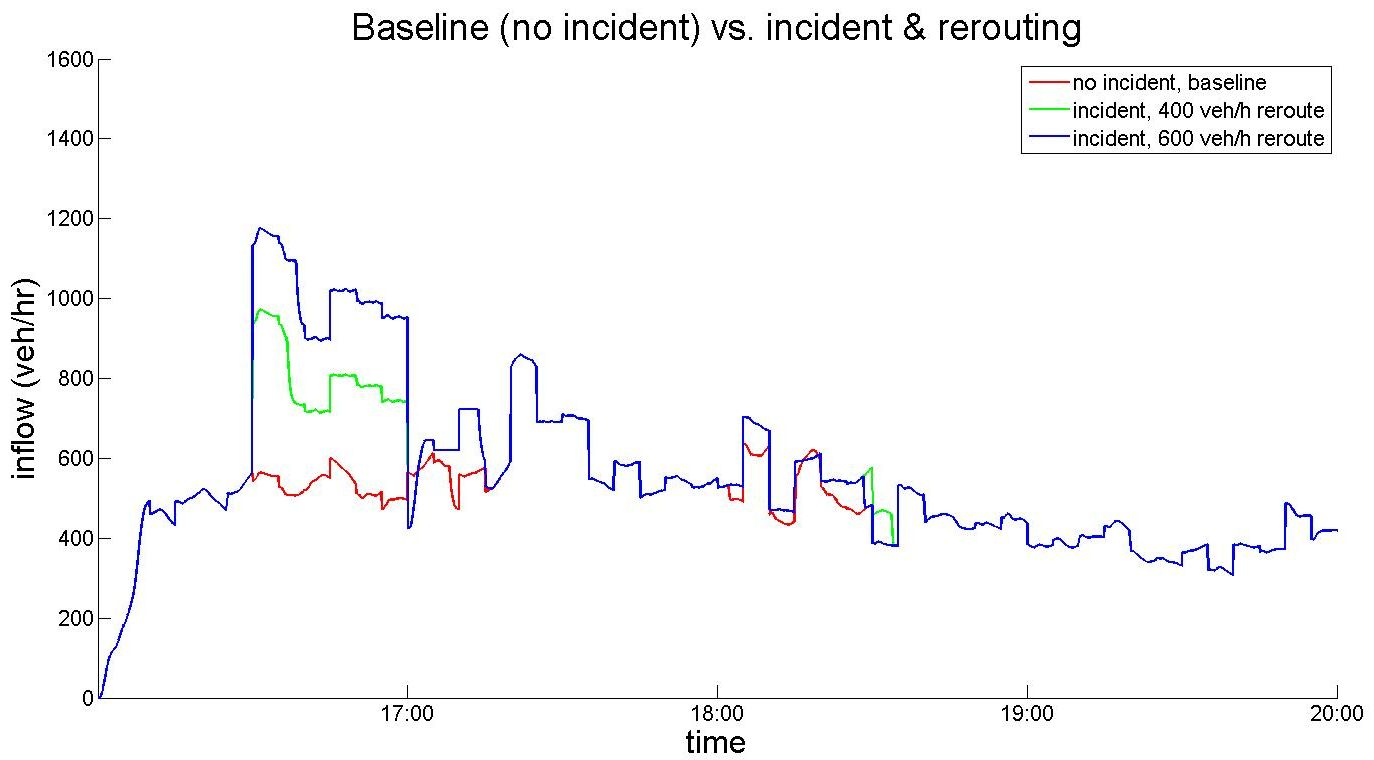 Baseline (no incident) vs. incident & rerouting
1600
1400
1200
1000
800
600
400
200
0
inflow (veh/hr)
no incident, baseline
incident, 400 veh/h reroute
incident, 600 veh/h reroute
17:00
18:00
19:00
20:00
time